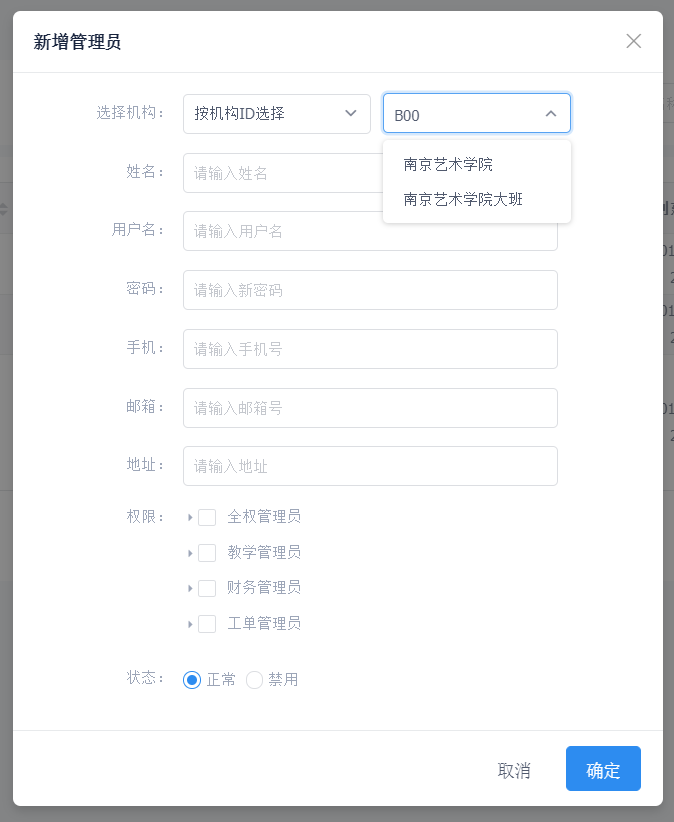 新增管理员
选择机构：
按机构ID选择
B00
南京艺术学院
南京艺术学院大班
姓名：
请输入姓名
用户名：
请输入用户名
密码：
请输入新密码
手机：
请输入手机号
邮箱：
请输入邮箱号
地址：
请输入地址
权限：
全权管理员
教学管理员
财务管理员
工单管理员
状态：
正常
禁用
取消
确定